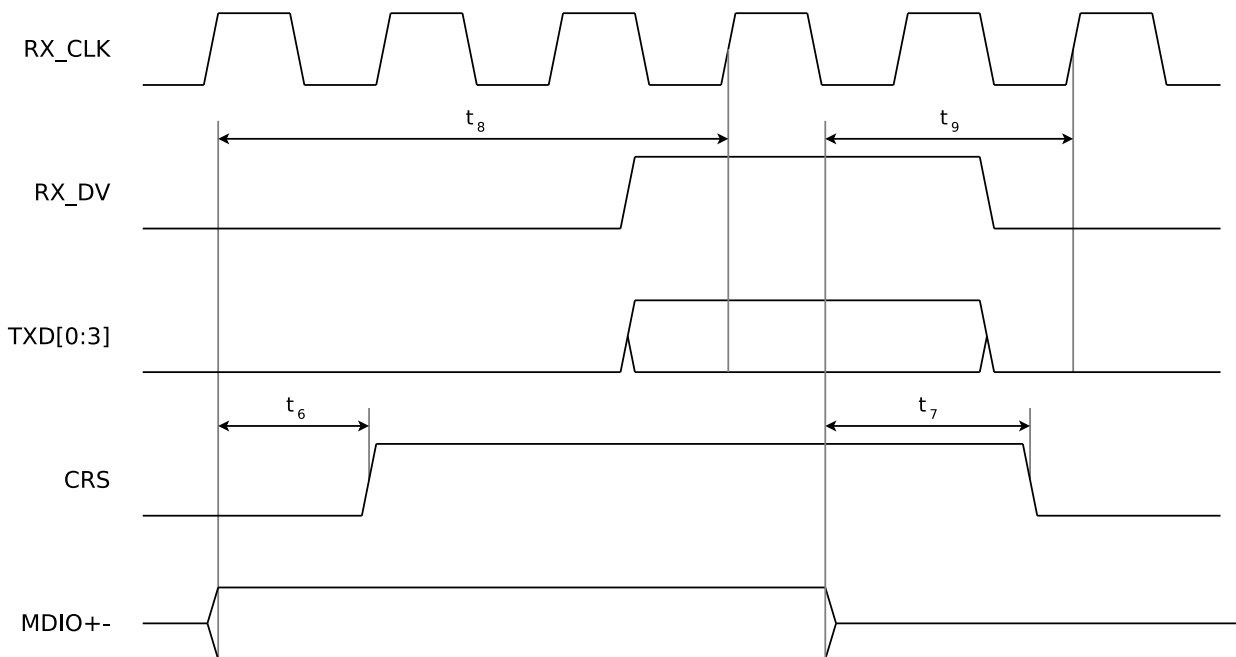 RX_CLK
t8
t9
RX_DV
TXD[0:3]
t6
t7
CRS
MDIO+-